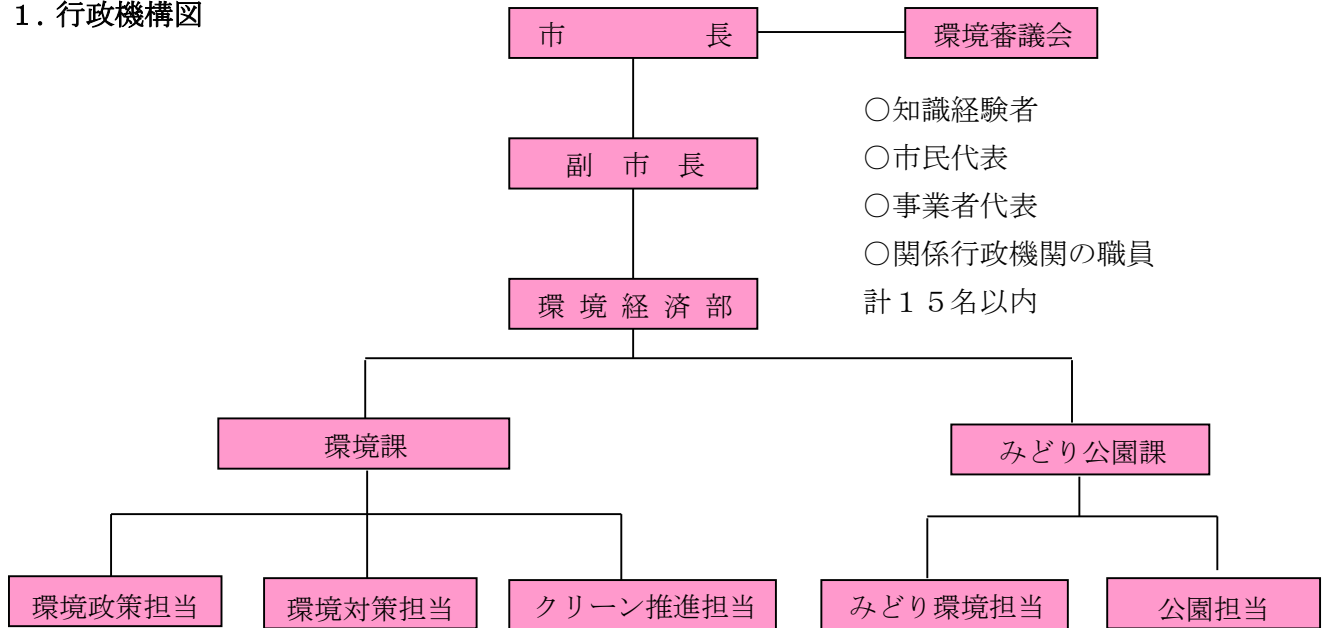 1．行政機構図
市　　　　　長
環境審議会
○知識経験者
○市民代表
○事業者代表
○関係行政機関の職員
計１５名以内
副　市　長
環 境 経 済 部
環境課
みどり公園課
環境政策担当
環境対策担当
クリーン推進担当
みどり環境担当
公園担当